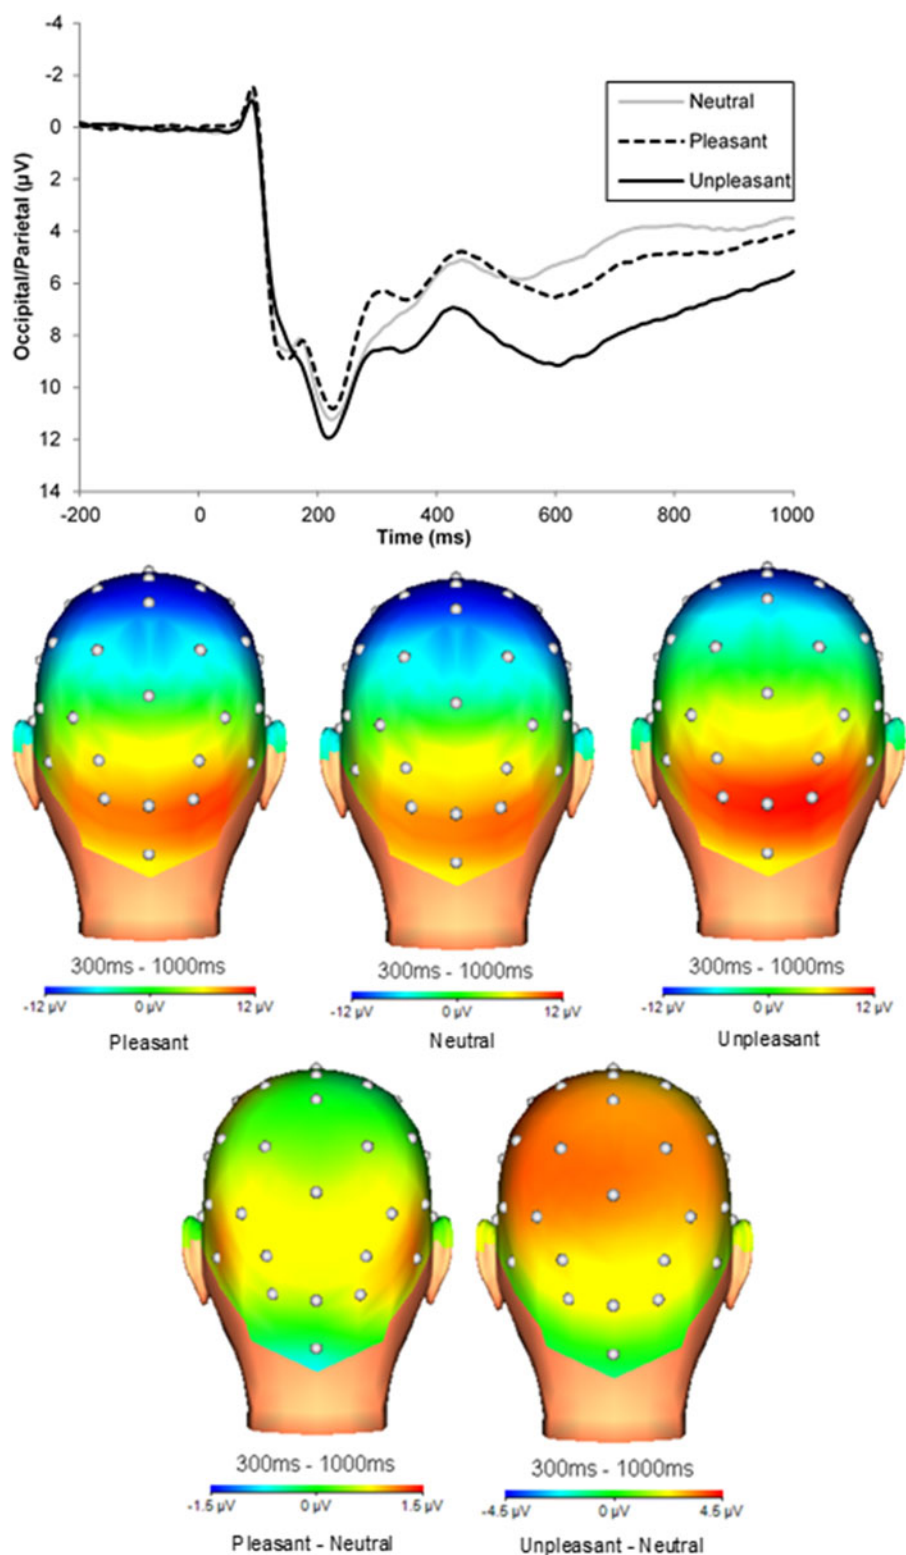 -4
-2
0
2
4
6
8
10
12
14
Occipital/Parietal (µV)
Neutral
Pleasant
Unpleasant
-200 0 200 400 600 800 1000
Time (ms)
300ms - 1000ms 300ms - 1000ms 300ms - 1000ms
-12 µV 0 µV 12 µV -12 µV 0 µV 12 µV -12 µV 0 µV 12 µV
Pleasant Neutral Unpleasant
300ms - 1000ms 300ms - 1000ms
-1.5 µV 0 µV 1.5 µV -4.5 µV 0 µV 4.5 µV
Pleasant - Neutral Unpleasant - Neutral